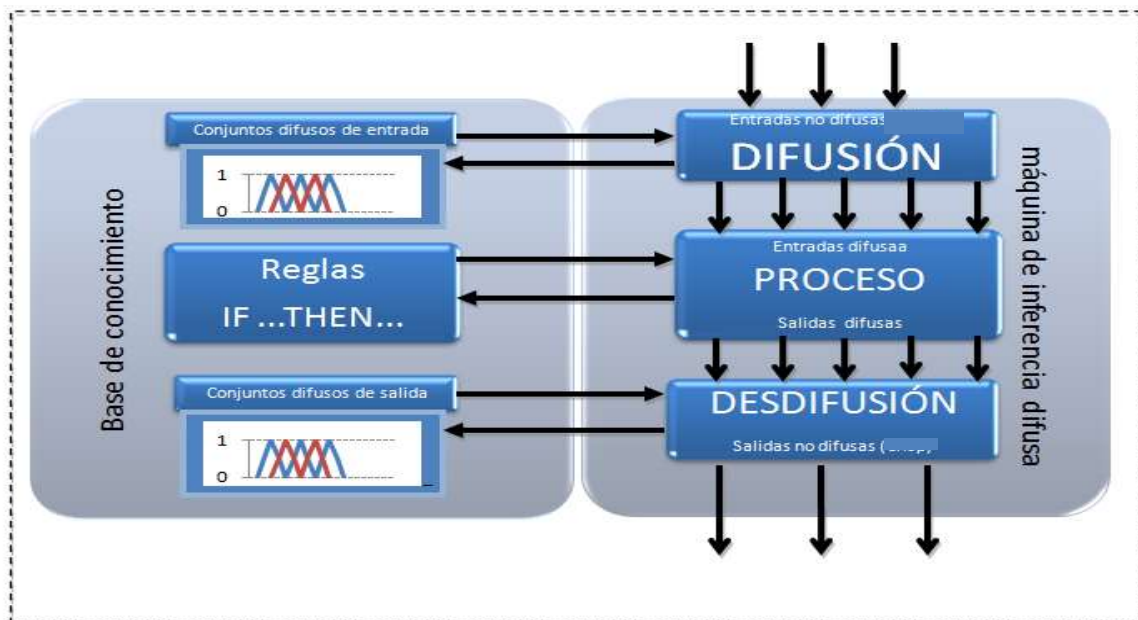 Base de conocimiento
Conjuntos difusos de entrada
1
0
Reglas
IF ...THEN...
Conjuntos difusos de salida
1
0
Entradas no difusas
DIFUSIÓN
Entradas difusaa
PROCESO
Salidas difusas
DESDIFUSIÓN
Salidas no difusas
máquina de inferencia difusa